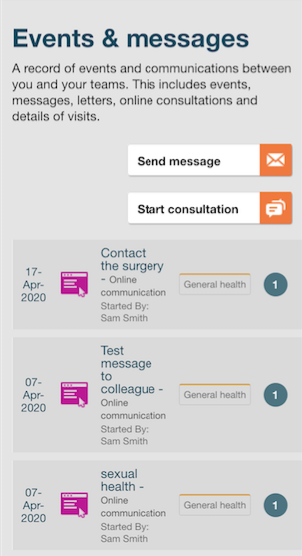 Events & messages
A record of events and communications between
you and your teams. This includes events,
messages, letters, online consultations and
details of visits.
Send message
Start consultation
17-
Apr-
2020
Contact
the surgery
- Online
communication
Started By:
Sam Smith
General health
1
07-
Apr-
2020
Test
message
to
colleague -
Online
communication
Started By:
Sam Smith
General health
1
07-
Apr-
2020
sexual
health -
Online
communication
Started By:
Sam Smith
General health
1